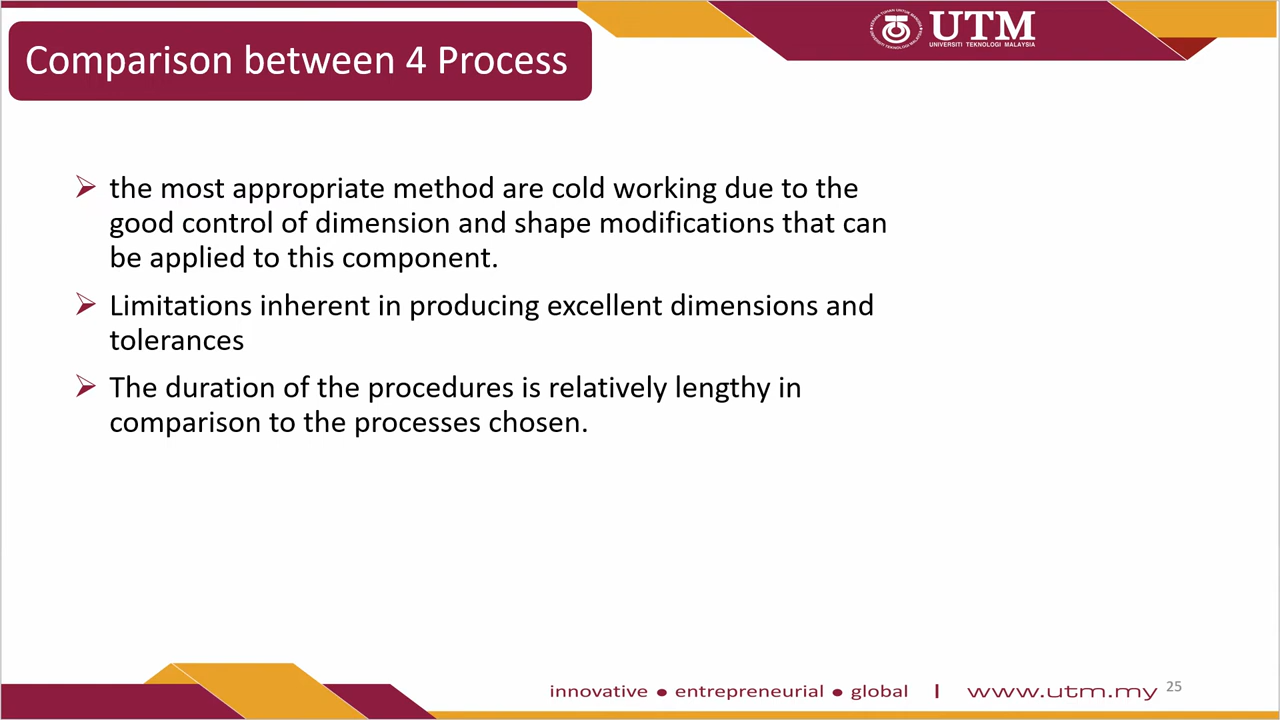 Comparison between 4 Process
UTM
UNIVERSITI TEKNOLOGI MALAYSIA
the most appropriate method are cold working due to the
good control of dimension and shape modifications that can
be applied to this component.
Limitations inherent in producing excellent dimensions and
tolerances
The duration of the procedures is relatively lengthy in
comparison to the processes chosen.
innovative ● entrepreneurial ● global | www.utm.my 25